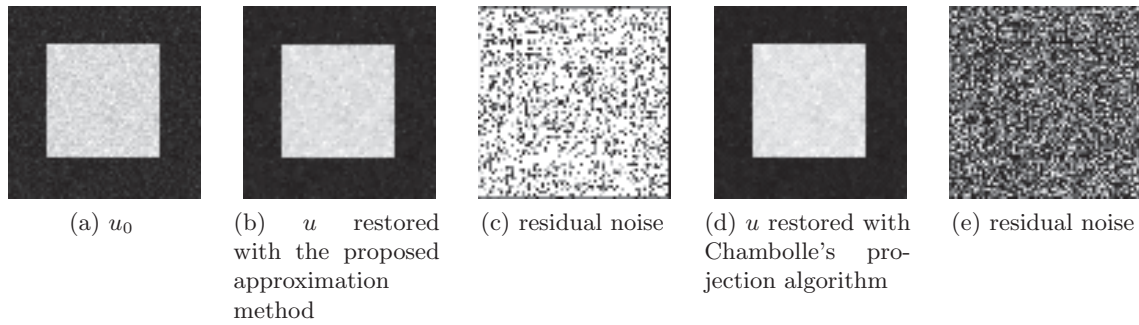 (a) u₀
(b) u restored
with the proposed
approximation
method
(c) residual noise
(d) u restored with
Chambolle's pro-
jection algorithm
(e) residual noise